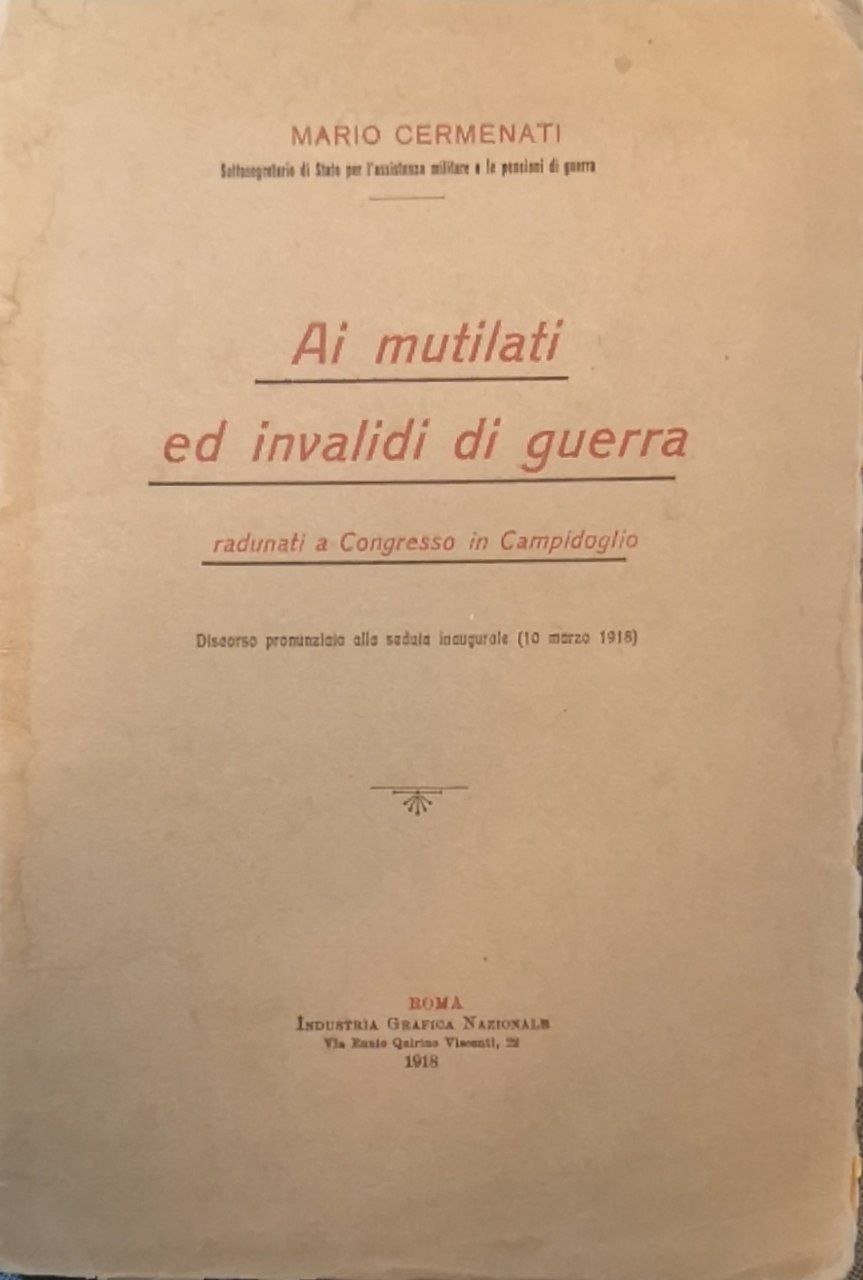 MARIO CERMENATI
Sottosegretario di Stato per l'assistenza militare e le pensioni di guerra
Ai mutilati
ed invalidi di guerra
radunati a Congresso in Campidoglio
Discorso pronunziato alla seduta inaugurale (10 marzo 1918)
ROMA
INDUSTRIA GRAFICA NAZIONALE
Via Ennio Quirino Visconti, 22
1918